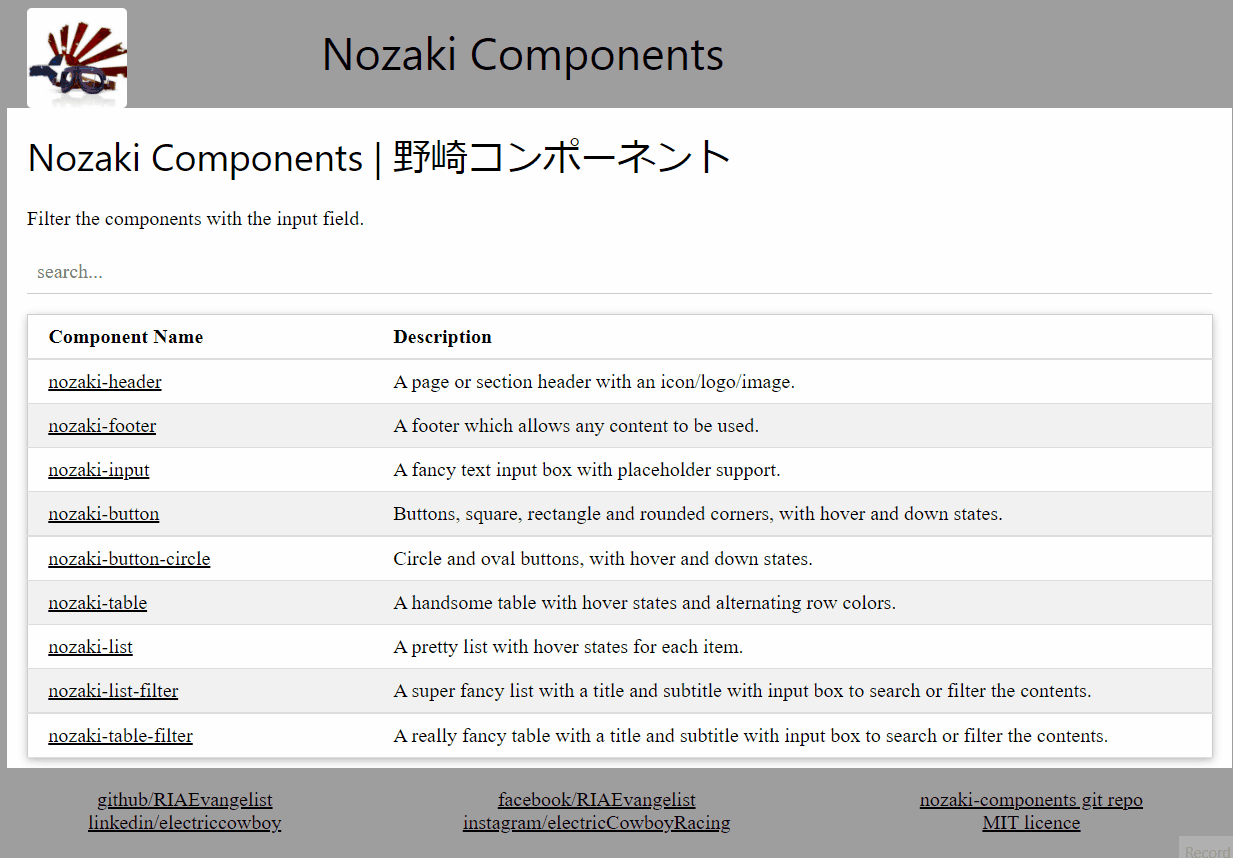 Nozaki Components
Nozaki Components | 野崎コンポーネント
Filter the components with the input field.
search...
Component Name Description
nozaki-header A page or section header with an icon/logo/image.
nozaki-footer A footer which allows any content to be used.
nozaki-input A fancy text input box with placeholder support.
nozaki-button Buttons, square, rectangle and rounded corners, with hover and down states.
nozaki-button-circle Circle and oval buttons, with hover and down states.
nozaki-table A handsome table with hover states and alternating row colors.
nozaki-list A pretty list with hover states for each item.
nozaki-list-filter A super fancy list with a title and subtitle with input box to search or filter the contents.
nozaki-table-filter A really fancy table with a title and subtitle with input box to search or filter the contents.
github/RIAEvangelist facebook/RIAEvangelist nozaki-components git repo
linkedin/electriccowboy instagram/electricCowboyRacing MIT licence
Record